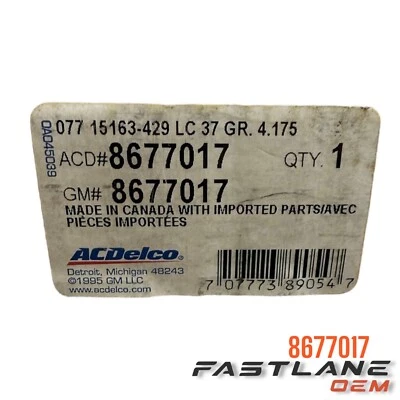 077 15163-429 LC 37 GR. 4.175
0A045039
ACD#8677017 QTY. 1
GM# 8677017
MADE IN CANADA WITH IMPORTED PARTS/AVEC
PIÈCES IMPORTÉES
ACDelco
Detroit, Michigan 48243
©1995 GM LLC
www.acdelco.com
7 07773 89054 7
8677017
FASTLANE
OEM